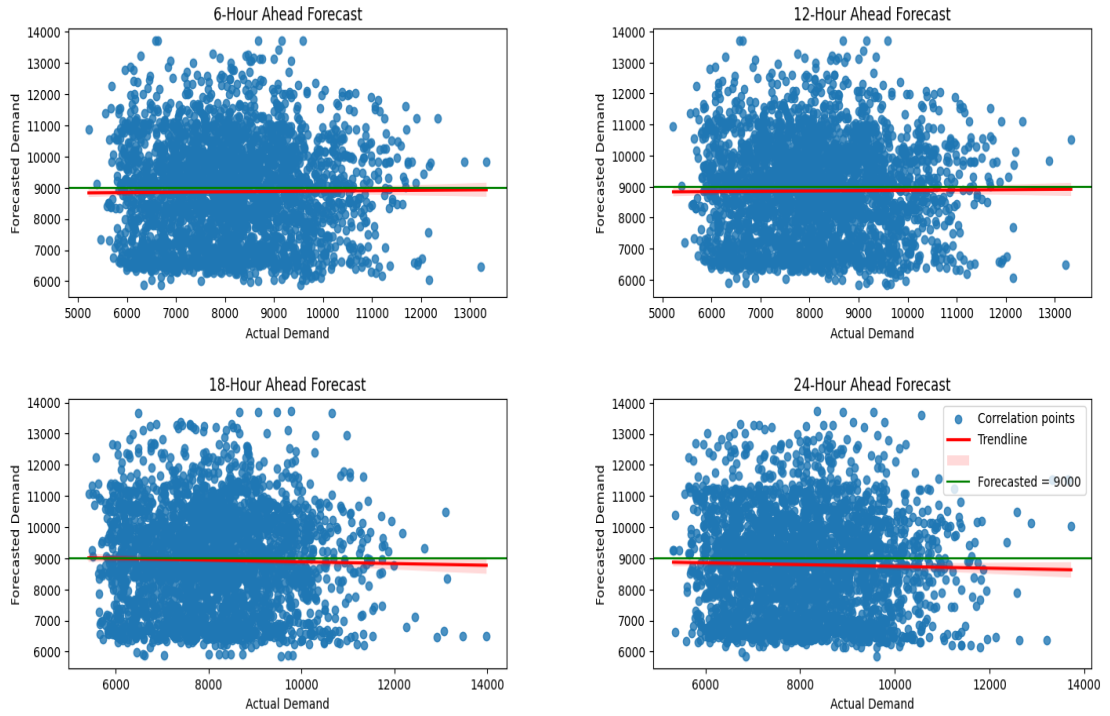 6-Hour Ahead Forecast
14000
13000
12000
11000
10000
9000
8000
7000
6000
Forecasted Demand
5000 6000 7000 8000 9000 10000 11000 12000 13000
Actual Demand
12-Hour Ahead Forecast
14000
13000
12000
11000
10000
9000
8000
7000
6000
Forecasted Demand
5000 6000 7000 8000 9000 10000 11000 12000 13000
Actual Demand
18-Hour Ahead Forecast
14000
13000
12000
11000
10000
9000
8000
7000
6000
Forecasted Demand
6000 8000 10000 12000 14000
Actual Demand
24-Hour Ahead Forecast
14000
13000
12000
11000
10000
9000
8000
7000
6000
Forecasted Demand
Correlation points
Trendline
Forecasted = 9000
6000 8000 10000 12000 14000
Actual Demand